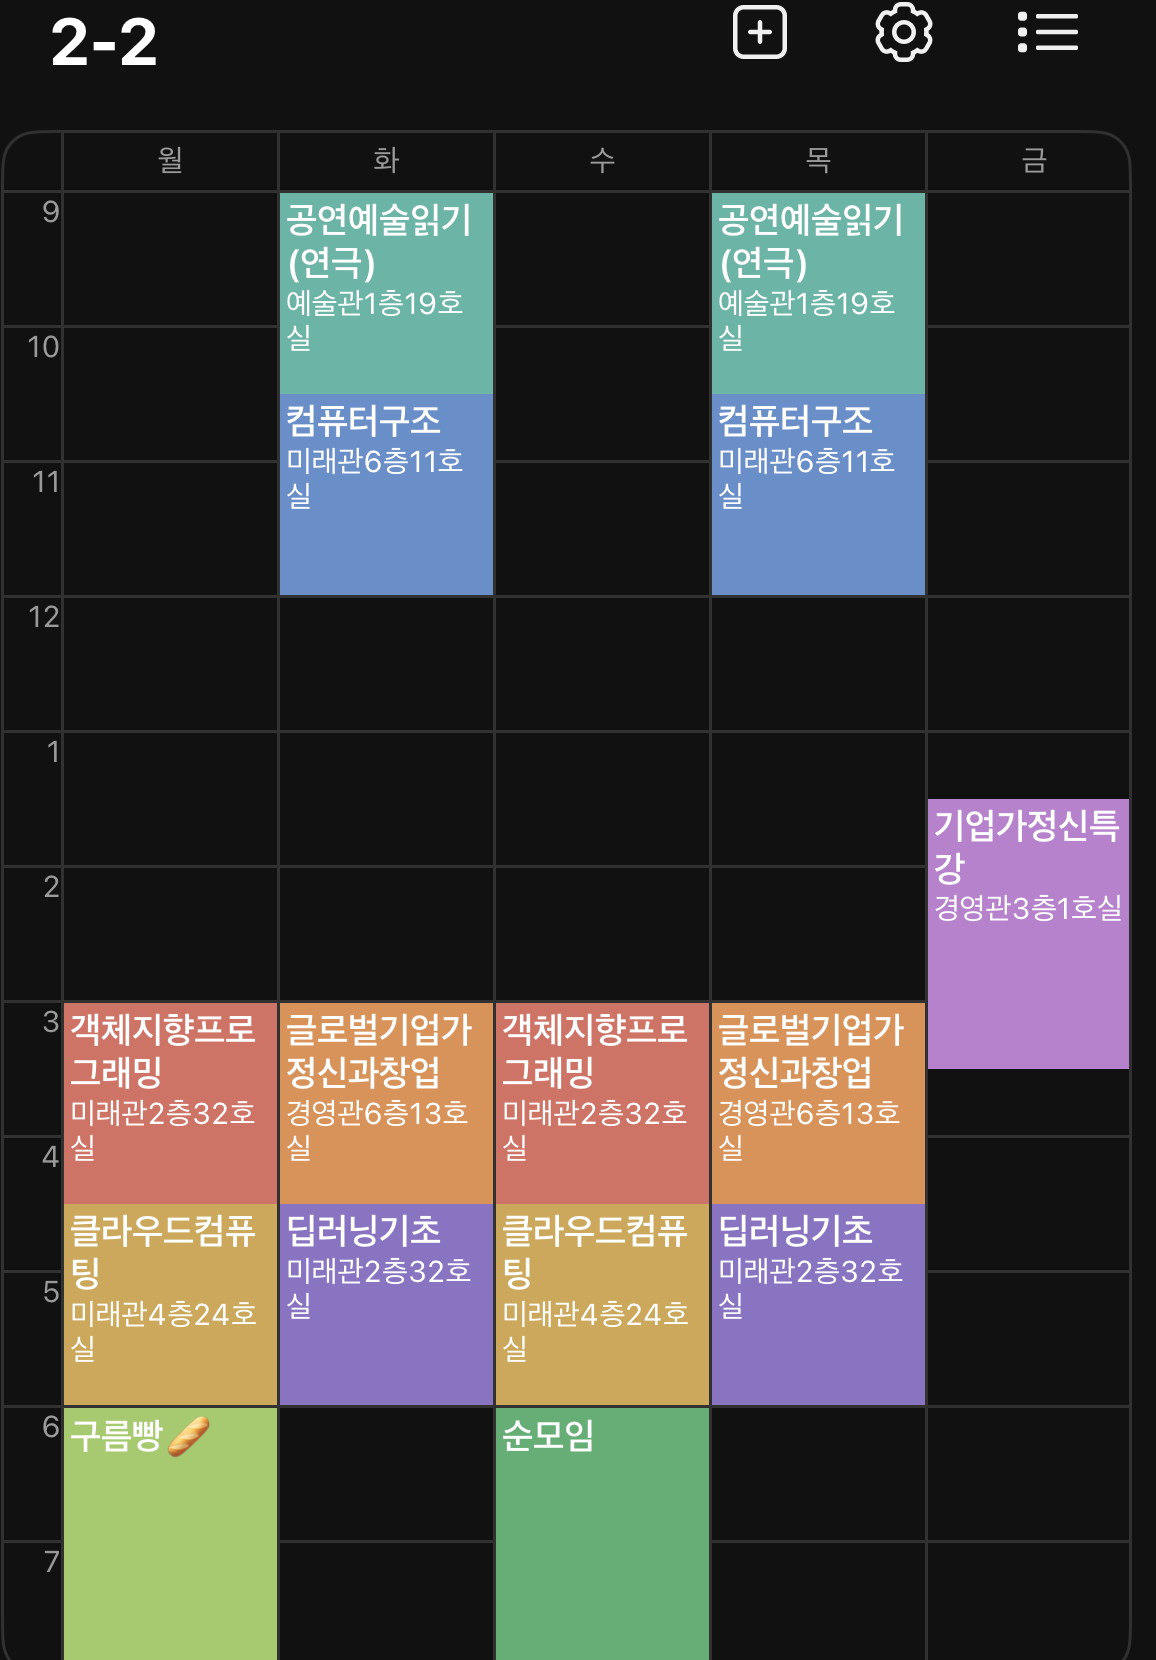 2-2
월 화 수 목 금
9
10
11
12
1
2
3
4
5
6
7
객체지향프로
그래밍
미래관2층32호
실
클라우드컴퓨
팅
미래관4층24호
실
구름빵🥖
공연예술읽기
(연극)
예술관1층19호
실
컴퓨터구조
미래관6층11호
실
글로벌기업가
정신과창업
경영관6층13호
실
딥러닝기초
미래관2층32호
실
객체지향프로
그래밍
미래관2층32호
실
클라우드컴퓨
팅
미래관4층24호
실
순모임
공연예술읽기
(연극)
예술관1층19호
실
컴퓨터구조
미래관6층11호
실
글로벌기업가
정신과창업
경영관6층13호
실
딥러닝기초
미래관2층32호
실
기업가정신특
강
경영관3층1호실